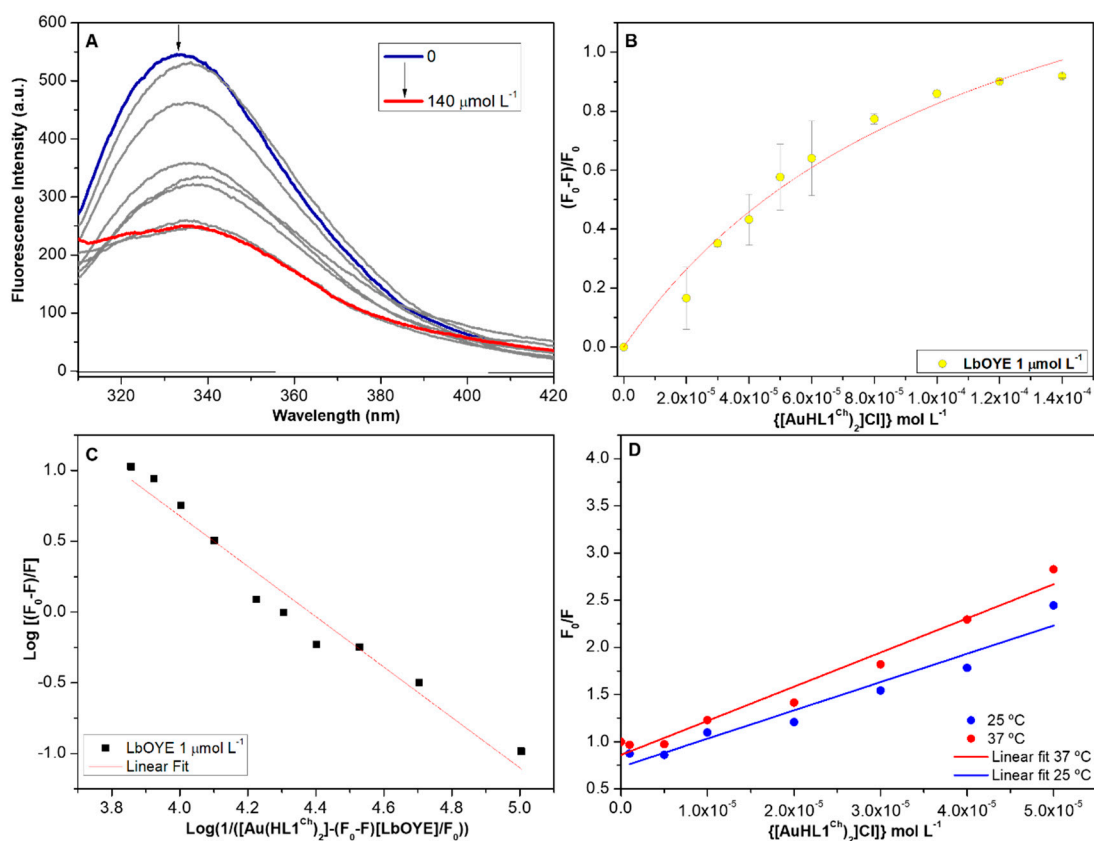 A
600
500
400
300
200
100
0
Fluorescence Intensity (a.u.)
0
140 μmol L⁻¹
320 340 360 380 400 420
Wavelength (nm)
B
1.0
0.8
0.6
0.4
0.2
0.0
(F₀-F)/F₀
LbOYE 1 μmol L⁻¹
0.0 2.0x10⁻⁵ 4.0x10⁻⁵ 6.0x10⁻⁵ 8.0x10⁻⁵ 1.0x10⁻⁴ 1.2x10⁻⁴ 1.4x10⁻⁴
{[AuHL1ᶜʰ)₂]Cl]} mol L⁻¹
C
1.0
0.5
0.0
-0.5
-1.0
Log [(F₀-F)/F]
LbOYE 1 μmol L⁻¹
Linear Fit
3.8 4.0 4.2 4.4 4.6 4.8 5.0
Log(1/([Au(HL1ᶜʰ)₂]-(F₀-F)[LbOYE]/F₀))
D
4.0
3.5
3.0
2.5
2.0
1.5
1.0
0.5
F₀/F
25 ºC
37 ºC
Linear fit 37 ºC
Linear fit 25 ºC
0.0 1.0x10⁻⁵ 2.0x10⁻⁵ 3.0x10⁻⁵ 4.0x10⁻⁵ 5.0x10⁻⁵
{[AuHL1ᶜʰ)₂]Cl]} mol L⁻¹